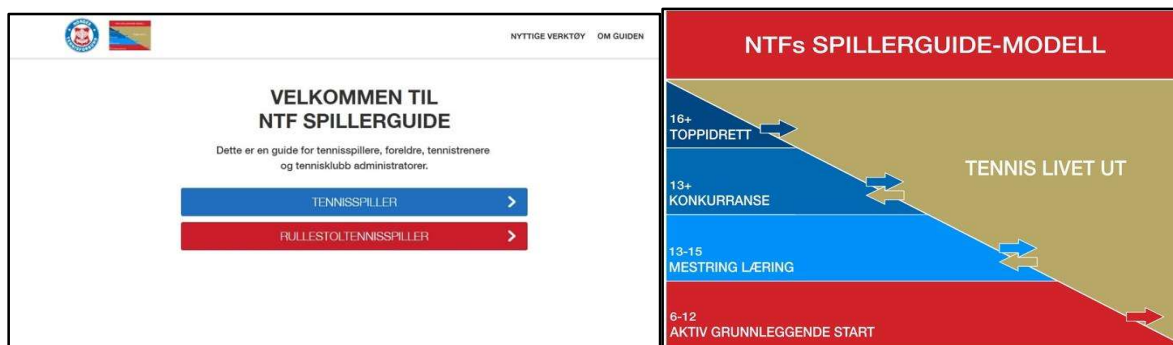 NYTTIGE VERKTØY OM GUIDEN
VELKOMMEN TIL
NTF SPILLERGUIDE
Dette er en guide for tennisspillere, foreldre, tennistrenere
og tennisklubb administratorer.
TENNISSPILLER
RULLESTOLTENNISSPILLER
NTFs SPILLERGUIDE-MODELL
16+
TOPPIDRETT
13+
KONKURRANSE
13-15
MESTRING LÆRING
6-12
AKTIV GRUNNLEGGENDE START
TENNIS LIVET UT